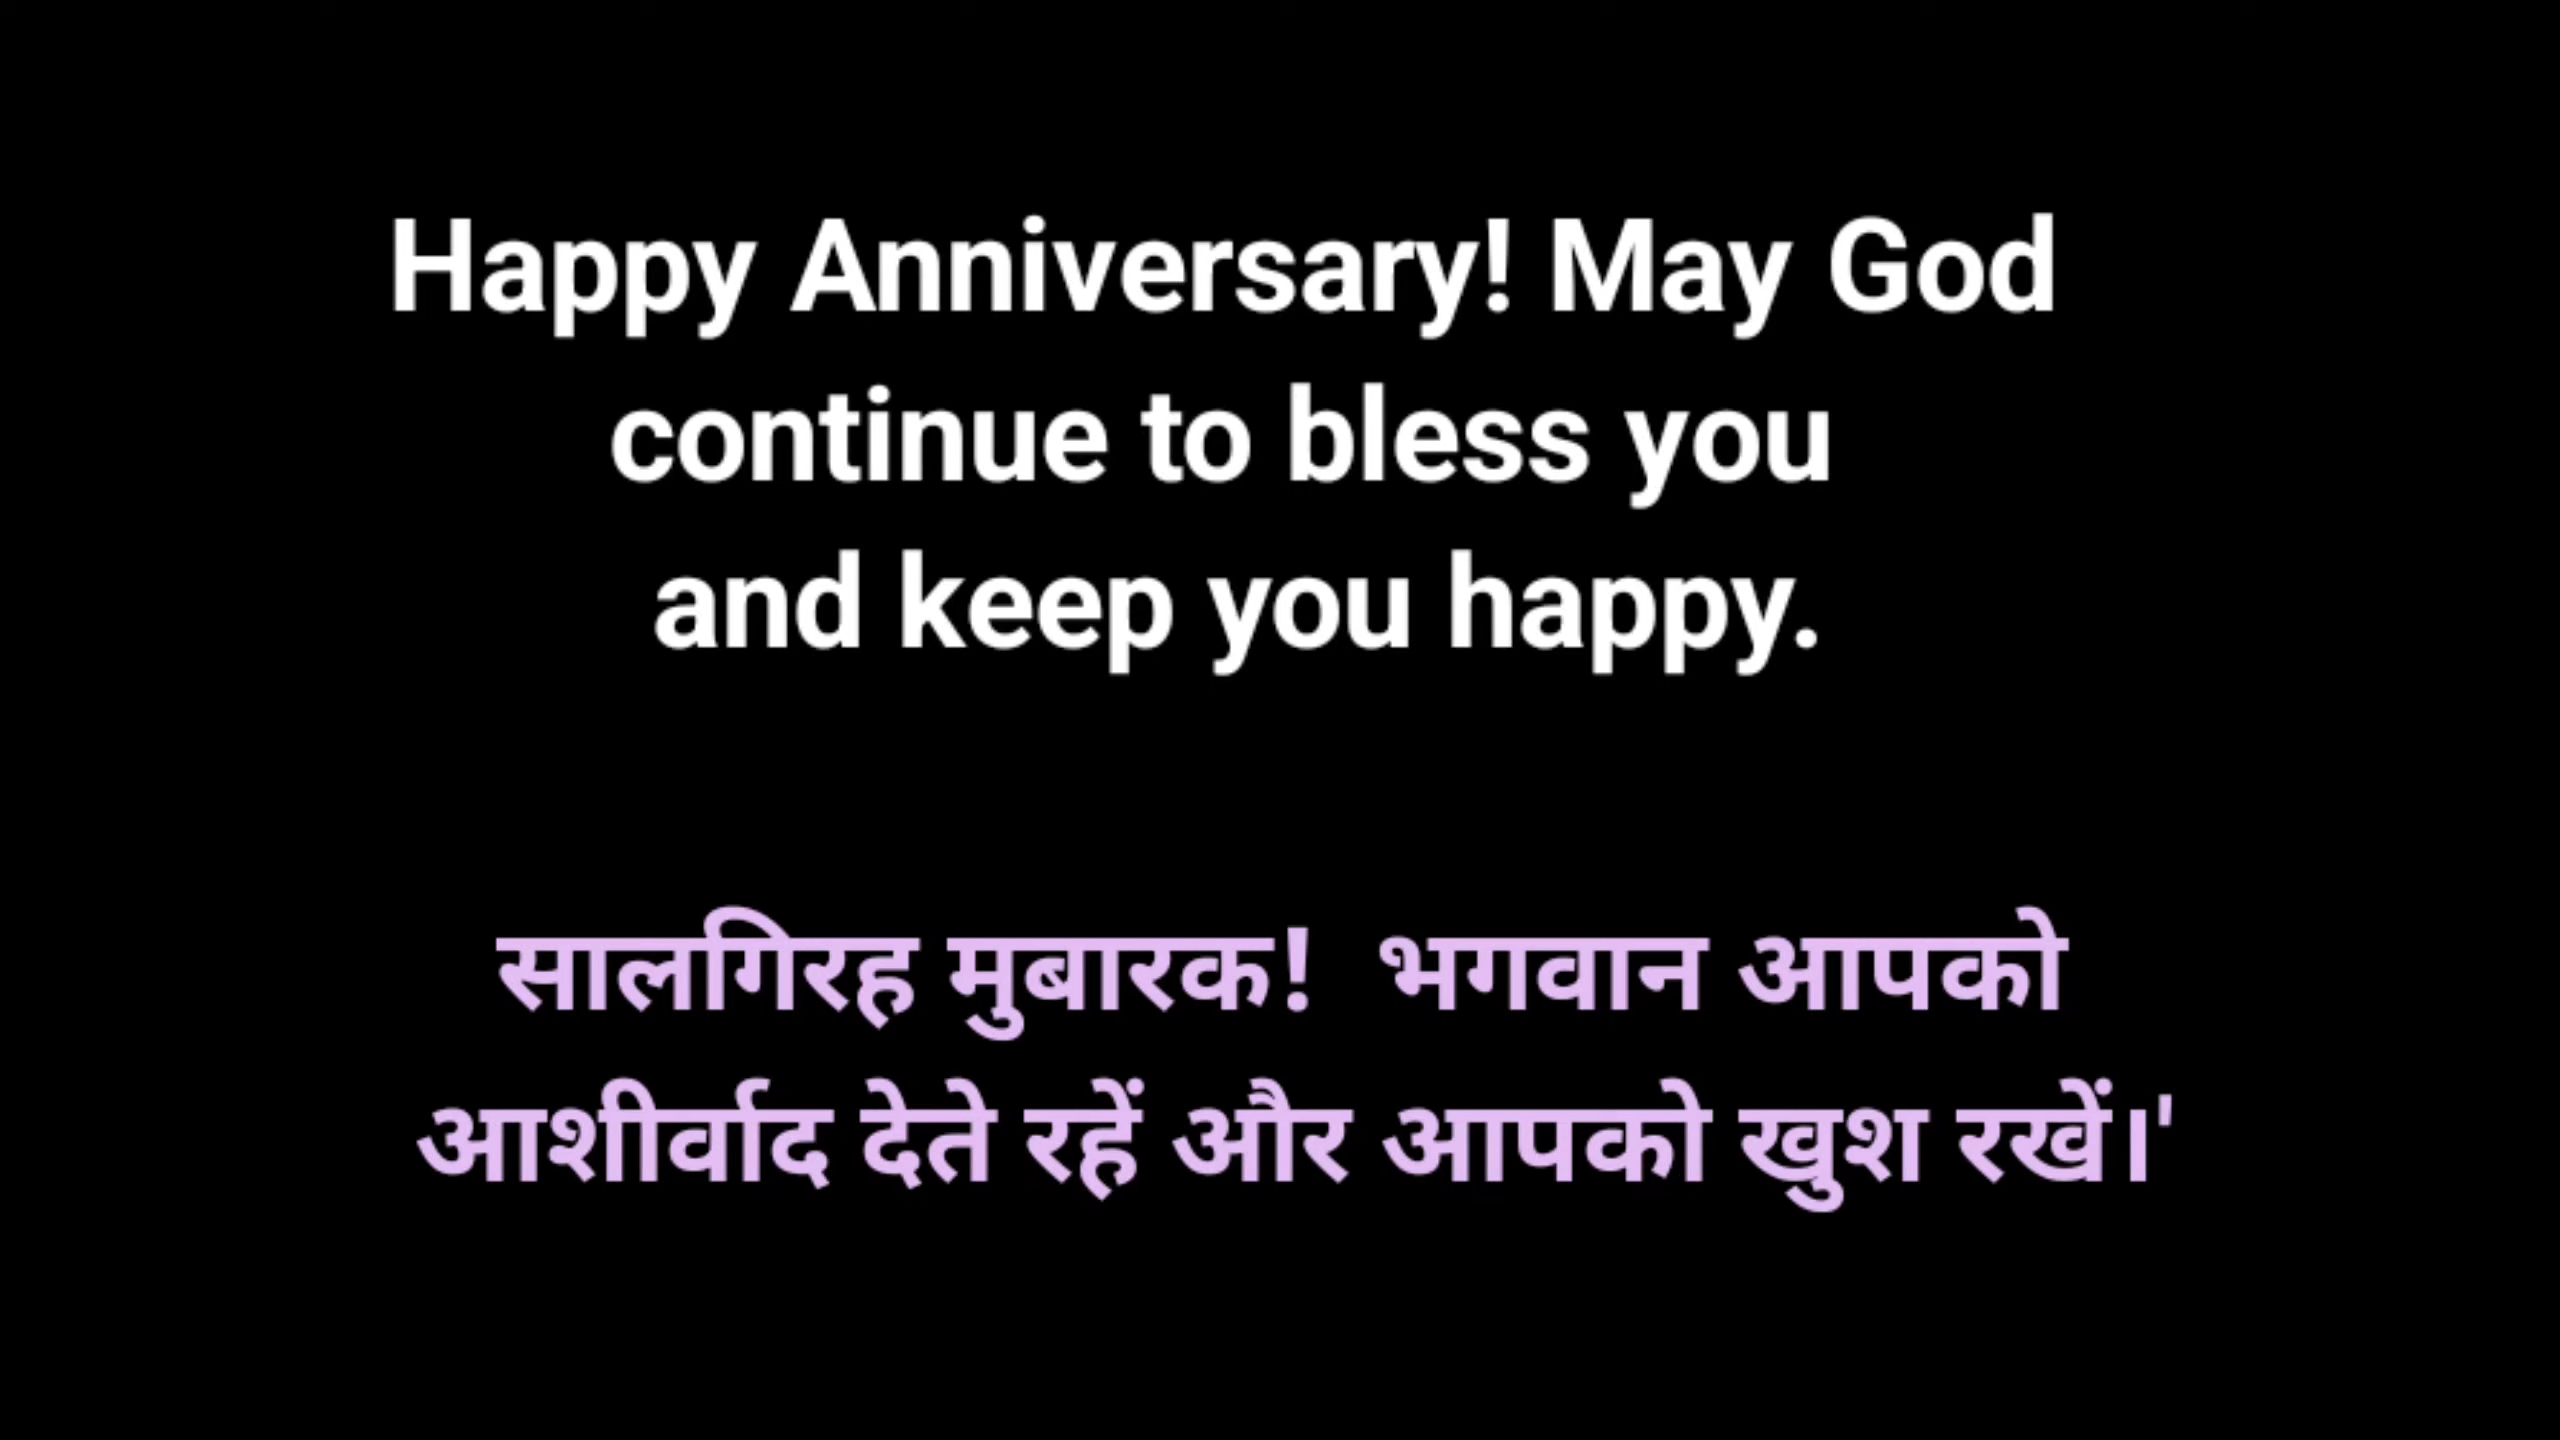 Happy Anniversary! May God
continue to bless you
and keep you happy.
सालगिरह मुबारक!  भगवान आपको
आशीर्वाद देते रहें और आपको खुश रखें।'